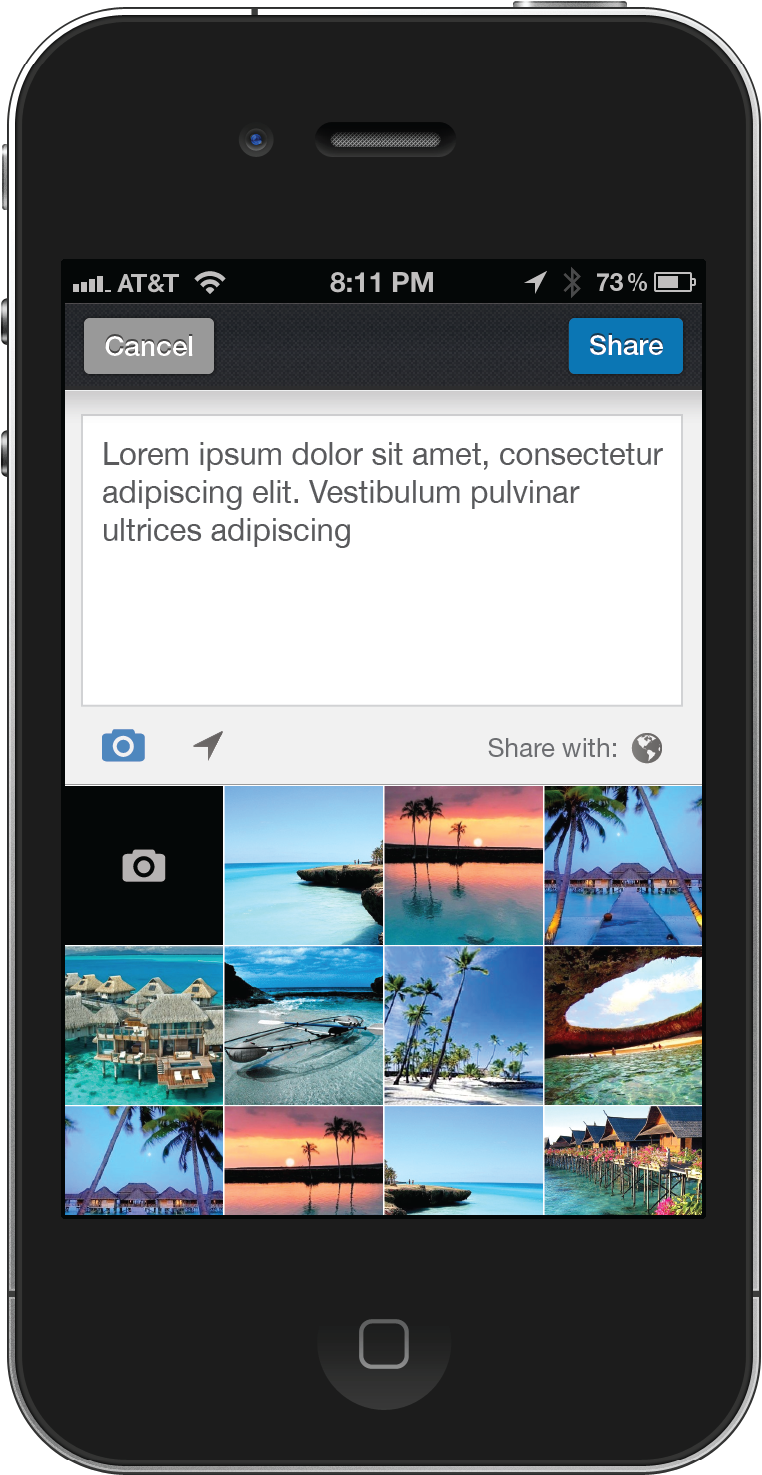 AT&T 8:11 PM 73%
Cancel Share
Lorem ipsum dolor sit amet, consectetur
adipiscing elit. Vestibulum pulvinar
ultrices adipiscing
Share with: